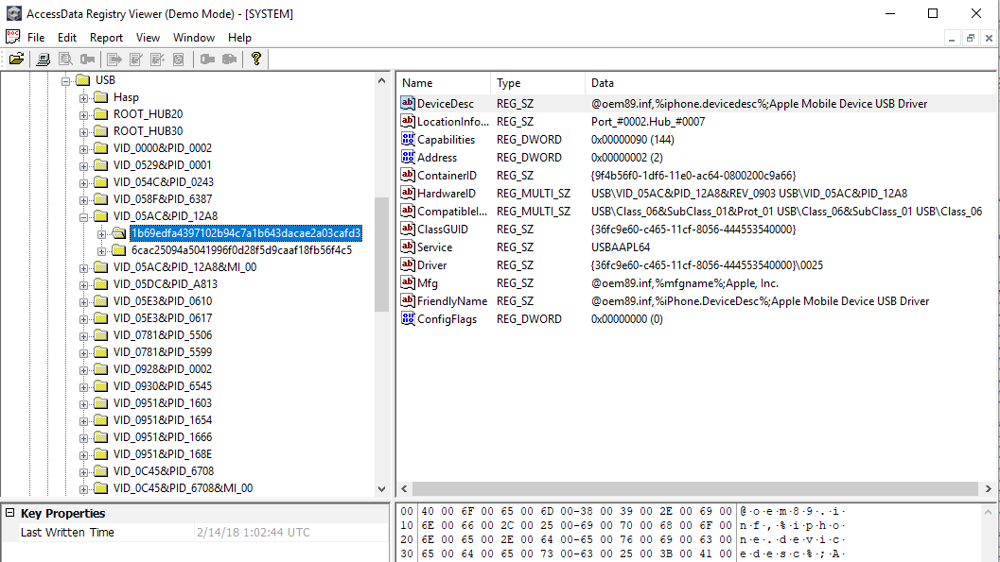 AccessData Registry Viewer (Demo Mode) - [SYSTEM]
File Edit Report View Window Help
USB
Hasp
ROOT_HUB20
ROOT_HUB30
VID_0000&PID_0002
VID_0529&PID_0001
VID_054C&PID_0243
VID_058F&PID_6387
VID_05AC&PID_12A8
1b69edfa4397102b94c7a1b643dacae2a03cafd3
6cac25094a5041996f0d28f5d9caaf18fb56f4c5
VID_05AC&PID_12A8&MI_00
VID_05DC&PID_A813
VID_05E3&PID_0610
VID_05E3&PID_0617
VID_0781&PID_5506
VID_0781&PID_5599
VID_0928&PID_0002
VID_0930&PID_6545
VID_0951&PID_1603
VID_0951&PID_1654
VID_0951&PID_1666
VID_0951&PID_168E
VID_0C45&PID_6708
VID_0C45&PID_6708&MI_00
Name Type Data
DeviceDesc REG_SZ @oem89.inf,%iphone.devicedesc%;Apple Mobile Device USB Driver
LocationInfo... REG_SZ Port_#0002.Hub_#0007
Capabilities REG_DWORD 0x00000090 (144)
Address REG_DWORD 0x00000002 (2)
ContainerID REG_SZ {9f4b56f0-1df6-11e0-ac64-0800200c9a66}
HardwareID REG_MULTI_SZ USB\VID_05AC&PID_12A8&REV_0903 USB\VID_05AC&PID_12A8
CompatibleI... REG_MULTI_SZ USB\Class_06&SubClass_01&Prot_01 USB\Class_06&SubClass_01 USB\Class_06
ClassGUID REG_SZ {36fc9e60-c465-11cf-8056-444553540000}
Service REG_SZ USBAAPL64
Driver REG_SZ {36fc9e60-c465-11cf-8056-444553540000}\0025
Mfg REG_SZ @oem89.inf,%mfgname%;Apple, Inc.
FriendlyName REG_SZ @oem89.inf,%iPhone.DeviceDesc%;Apple Mobile Device USB Driver
ConfigFlags REG_DWORD 0x00000000 (0)
Key Properties
Last Written Time 2/14/18 1:02:44 UTC
00 40 00 6F 00 65 00 6D 00-38 00 39 00 2E 00 69 00 @·o·e·m·8·9·.·i·
10 6E 00 66 00 2C 00 25 00-69 00 70 00 68 00 6F 00 n·f·,·%·i·p·h·o·
20 6E 00 65 00 2E 00 64 00-65 00 76 00 69 00 63 00 n·e·.·d·e·v·i·c·
30 65 00 64 00 65 00 73 00-63 00 25 00 3B 00 41 00 e·d·e·s·c·%·;·A·